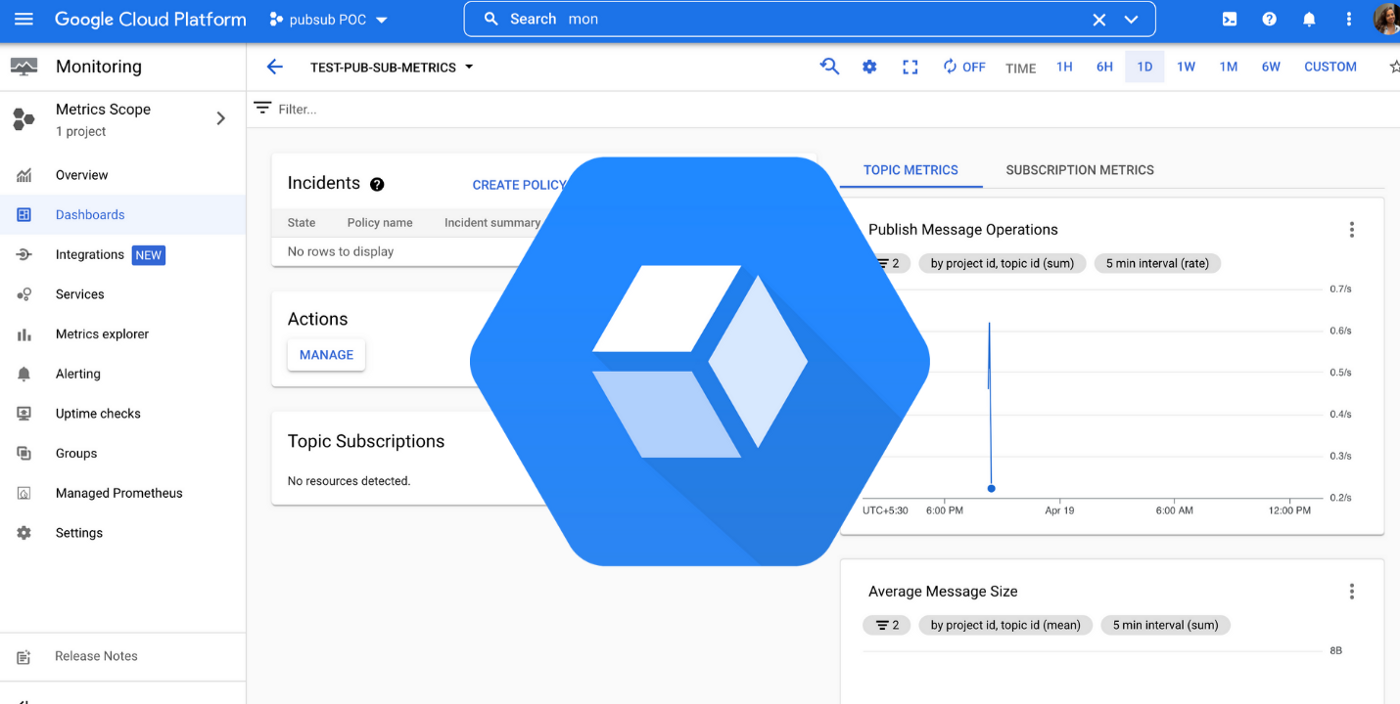 Google Cloud Platform
pubsub POC
Search mon
Monitoring
TEST-PUB-SUB-METRICS
OFF
TIME
1H
6H
1D
1W
1M
6W
CUSTOM
Metrics Scope
1 project
Filter...
Overview
Dashboards
Integrations NEW
Services
Metrics explorer
Alerting
Uptime checks
Groups
Managed Prometheus
Settings
Release Notes
Incidents
CREATE POLICY
State Policy name Incident summary
No rows to display
Actions
MANAGE
Topic Subscriptions
No resources detected.
TOPIC METRICS
SUBSCRIPTION METRICS
Publish Message Operations
2 by project id, topic id (sum) 5 min interval (rate)
0.7/s
0.6/s
0.5/s
0.4/s
0.3/s
0.2/s
UTC+5:30 6:00 PM Apr 19 6:00 AM 12:00 PM
Average Message Size
2 by project id, topic id (mean) 5 min interval (sum)
8B